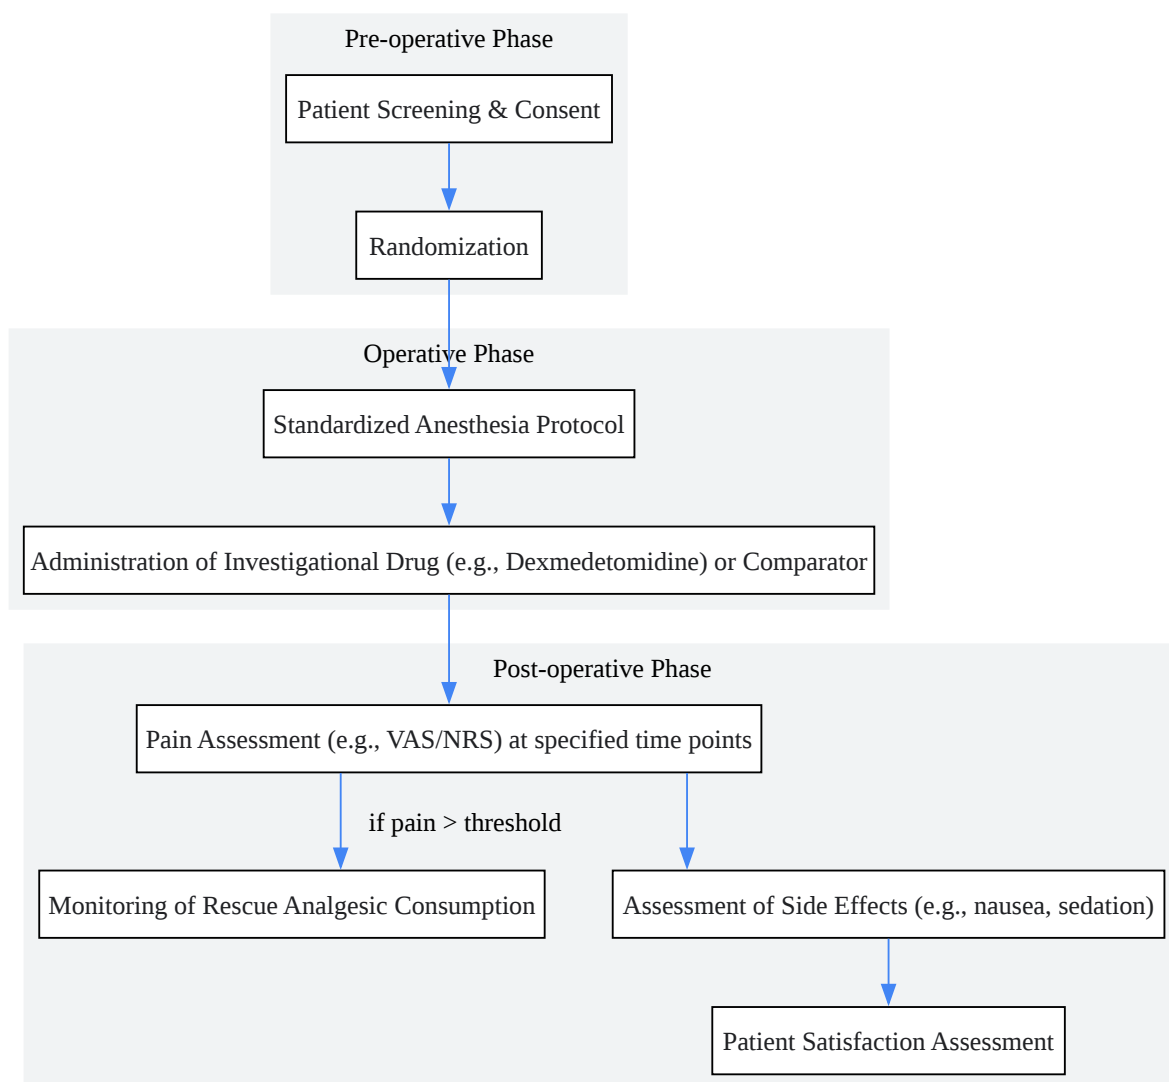 Pre-operative Phase
Patient Screening & Consent
Randomization
Operative Phase
Standardized Anesthesia Protocol
Administration of Investigational Drug (e.g., Dexmedetomidine) or Comparator
Post-operative Phase
Pain Assessment (e.g., VAS/NRS) at specified time points
if pain > threshold
Monitoring of Rescue Analgesic Consumption
Assessment of Side Effects (e.g., nausea, sedation)
Patient Satisfaction Assessment